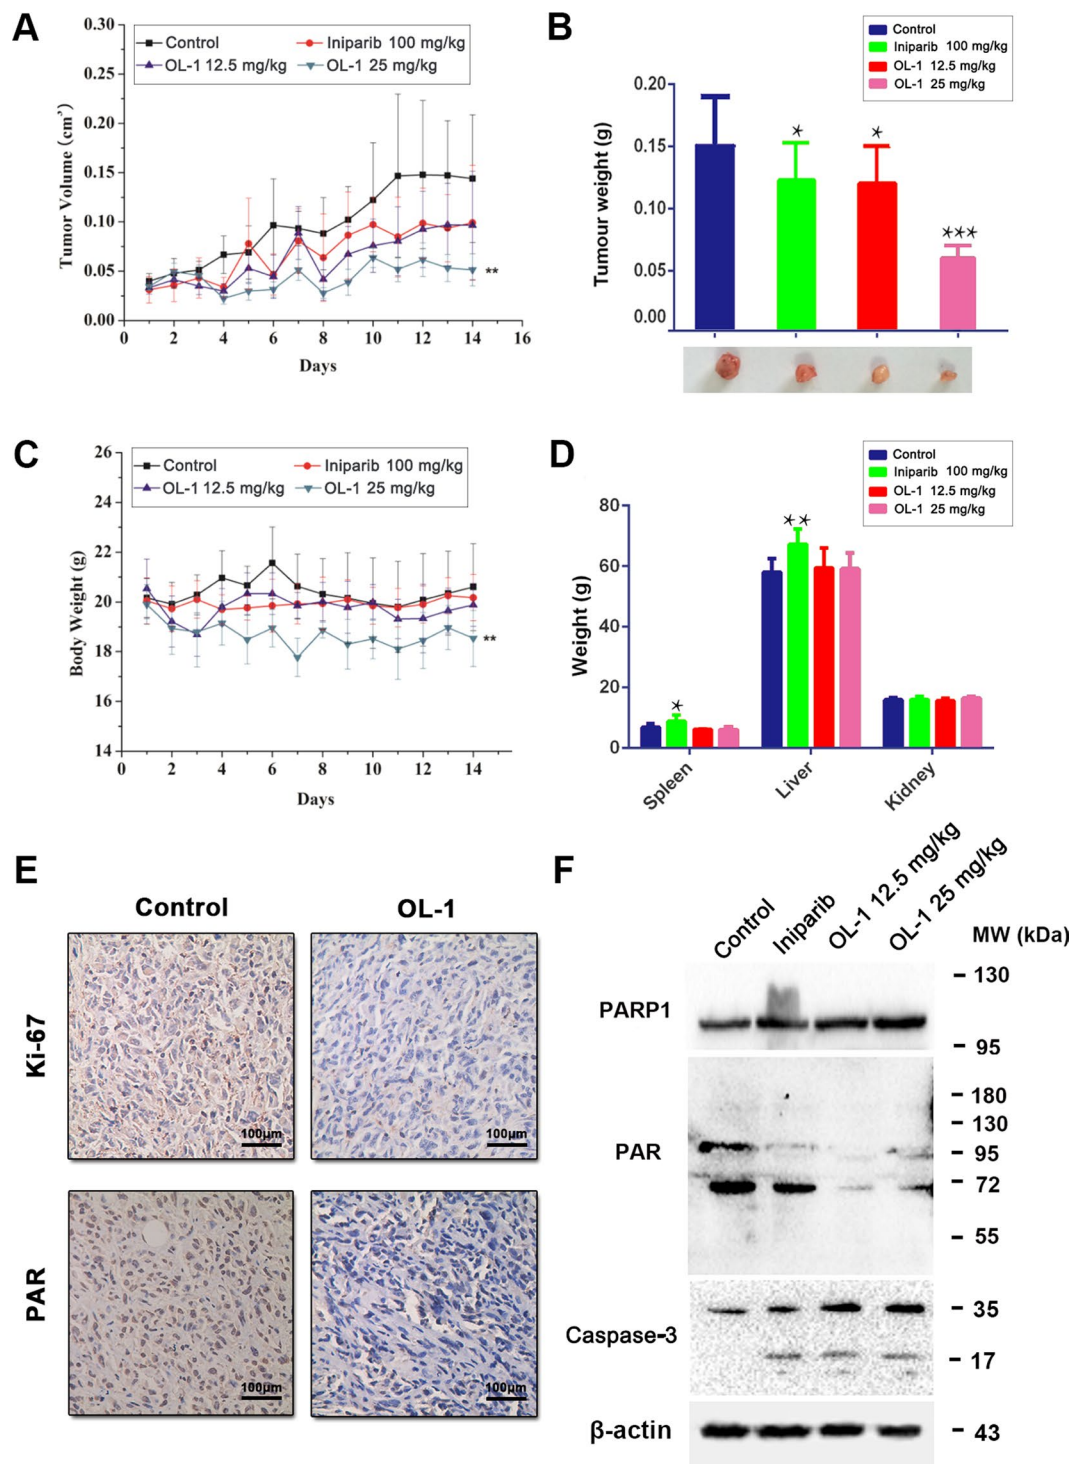 A
0.30
0.25
0.20
0.15
0.10
0.05
0.00
Tumor Volume (cm³)
Control
Iniparib 100 mg/kg
OL-1 12.5 mg/kg
OL-1 25 mg/kg
**
0 2 4 6 8 10 12 14 16
Days
B
Control
Iniparib 100 mg/kg
OL-1 12.5 mg/kg
OL-1 25 mg/kg
0.20
0.15
0.05
0.00
Tumour weight (g)
*
*
***
C
26
24
22
20
18
16
14
Body Weight (g)
Control
Iniparib 100 mg/kg
OL-1 12.5 mg/kg
OL-1 25 mg/kg
**
0 2 4 6 8 10 12 14
Days
D
Control
Iniparib 100 mg/kg
OL-1 12.5 mg/kg
OL-1 25 mg/kg
80
60
40
20
0
Weight (g)
*
**
Spleen
Liver
Kidney
E
Control
OL-1
Ki-67
100μm
100μm
PAR
100μm
100μm
F
Control
Iniparib
OL-1 12.5 mg/kg
OL-1 25 mg/kg
MW (kDa)
PARP1
- 130
- 95
PAR
- 180
- 130
- 95
- 72
- 55
Caspase-3
- 35
- 17
β-actin
- 43